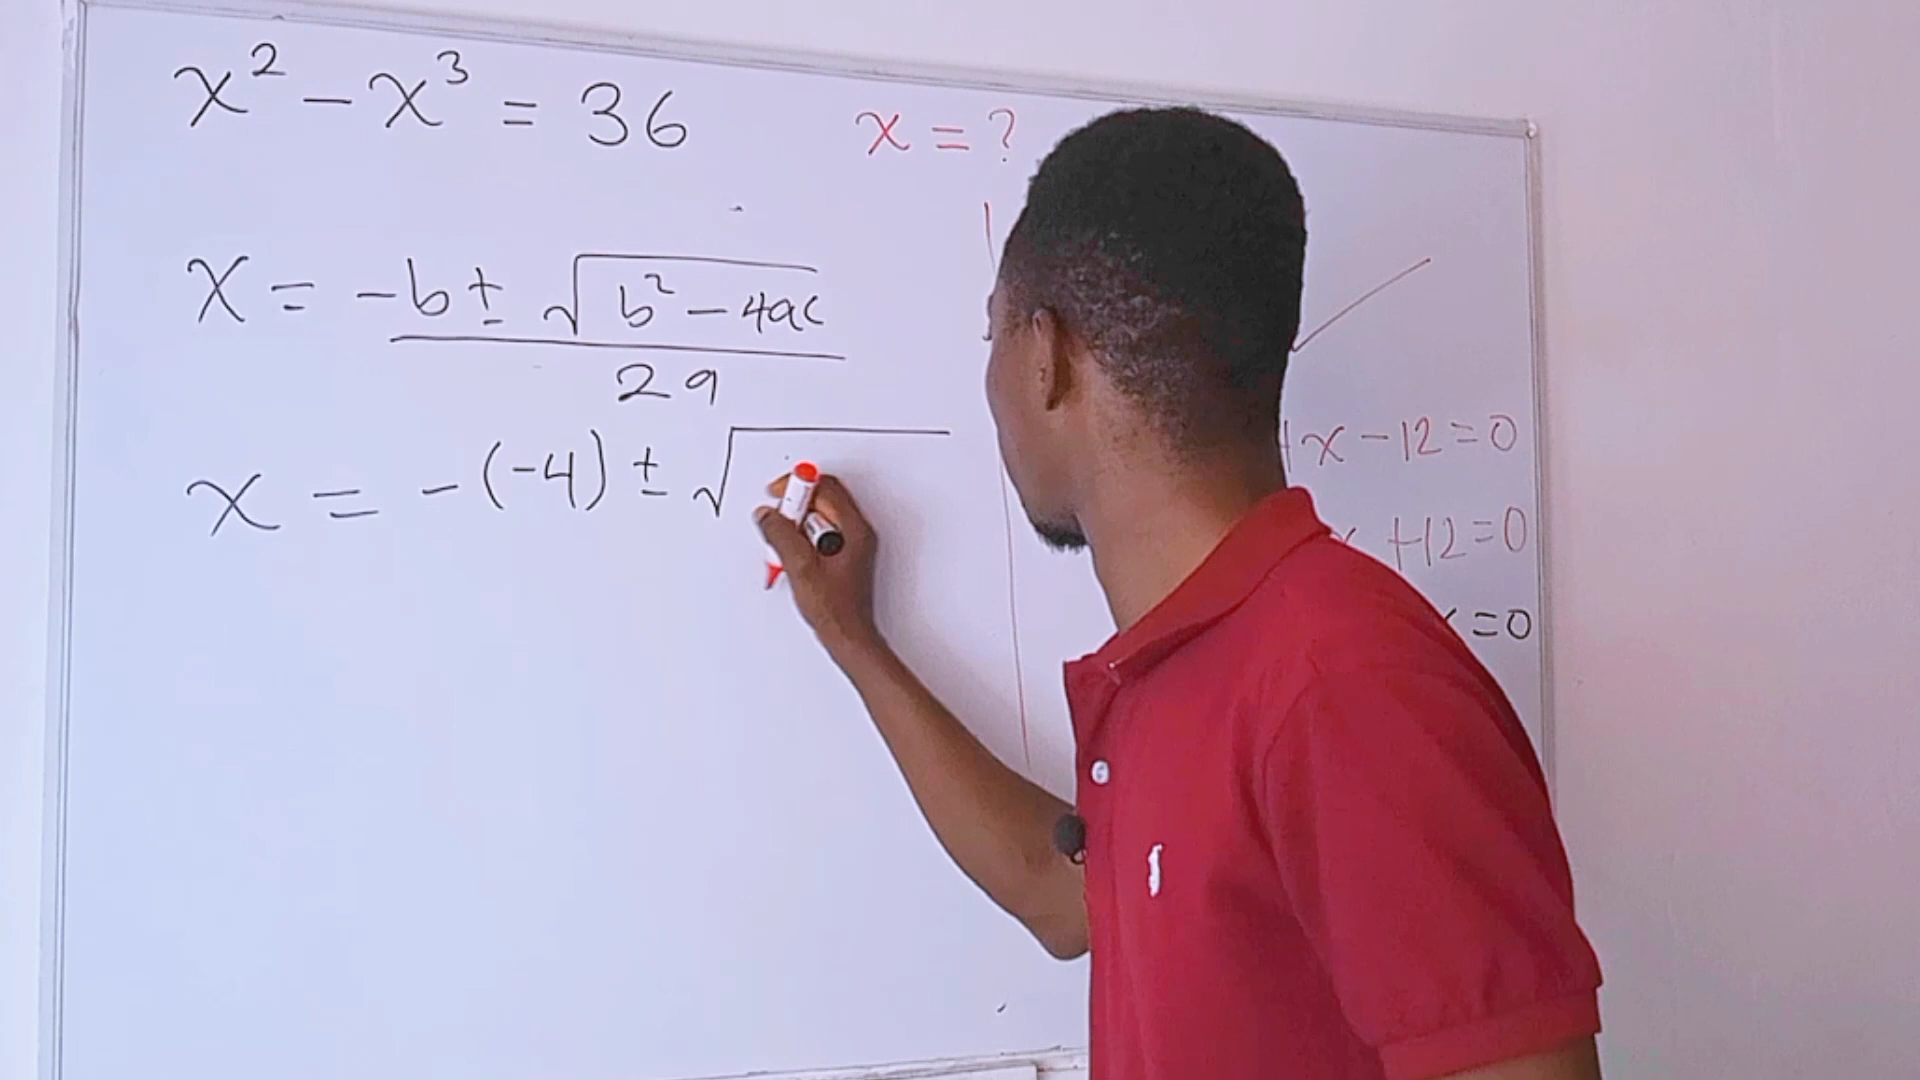 x² - x³ = 36
x = ?
x = -b ± √(b² - 4ac) / 2a
x = -(-4) ± √
x - 12 = 0
+12 = 0
= 0